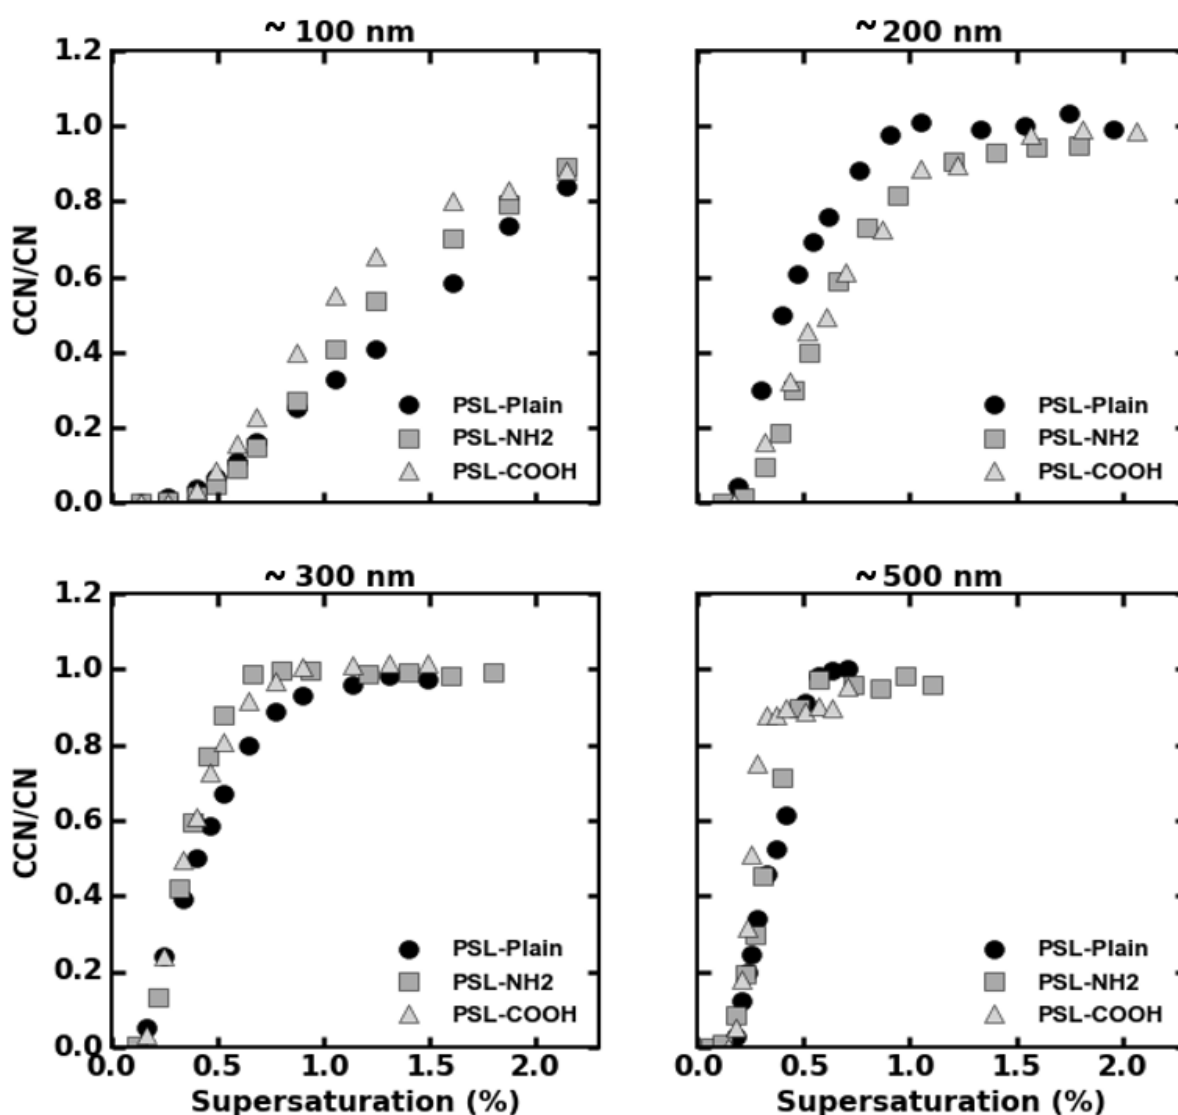 ~ 100 nm
~ 200 nm
1.2
1.0
0.8
0.6
0.4
0.2
0.0
CCN/CN
PSL-Plain
PSL-NH2
PSL-COOH
PSL-Plain
PSL-NH2
PSL-COOH
~ 300 nm
~ 500 nm
1.2
1.0
0.8
0.6
0.4
0.2
0.0
CCN/CN
PSL-Plain
PSL-NH2
PSL-COOH
PSL-Plain
PSL-NH2
PSL-COOH
0.0 0.5 1.0 1.5 2.0
0.0 0.5 1.0 1.5 2.0
Supersaturation (%)
Supersaturation (%)